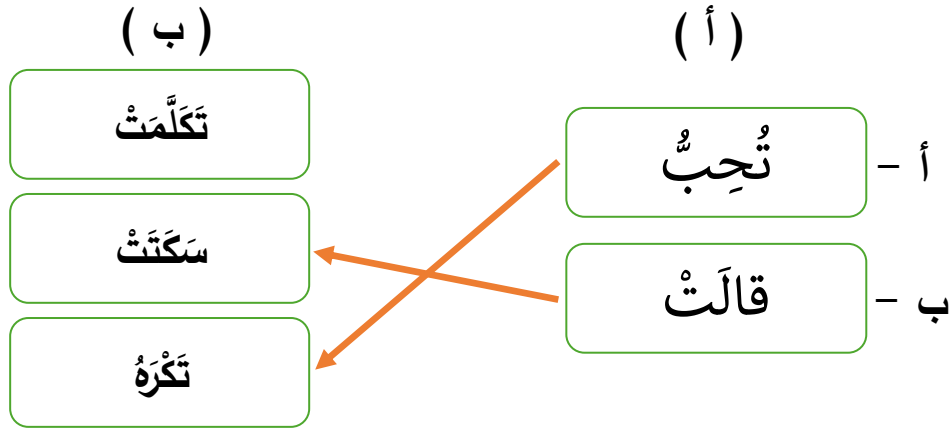 ( أ )
( ب )
أ –
تُحِبُّ
ب –
قالَتْ
تَكَلَّمَتْ
سَكَتَتْ
تَكْرَهُ